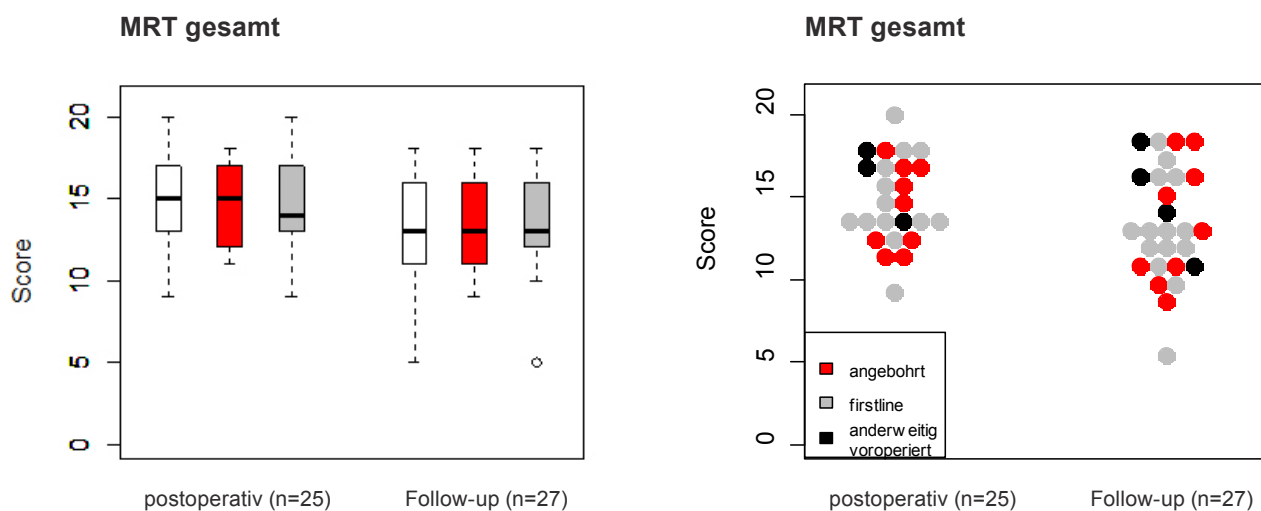 MRT gesamt
Score
20
15
10
5
0
postoperativ (n=25)
Follow-up (n=27)
MRT gesamt
Score
20
15
10
5
0
angebohrt
firstline
anderw eitig
voroperiert
postoperativ (n=25)
Follow-up (n=27)